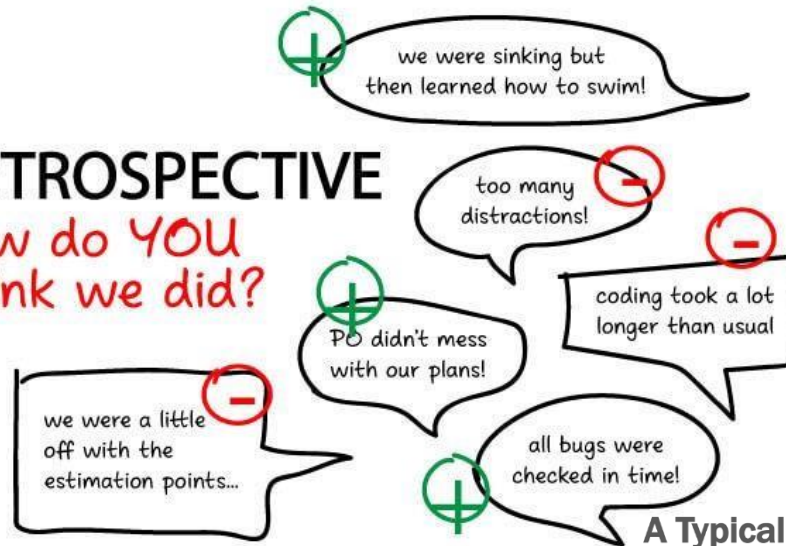 we were sinking but
then learned how to swim!
TROSPECTIVE
w do YOU
nk we did?
too many
distractions!
coding took a lot
longer than usual
PO didn't mess
with our plans!
we were a little
off with the
estimation points...
all bugs were
checked in time!
A Typical